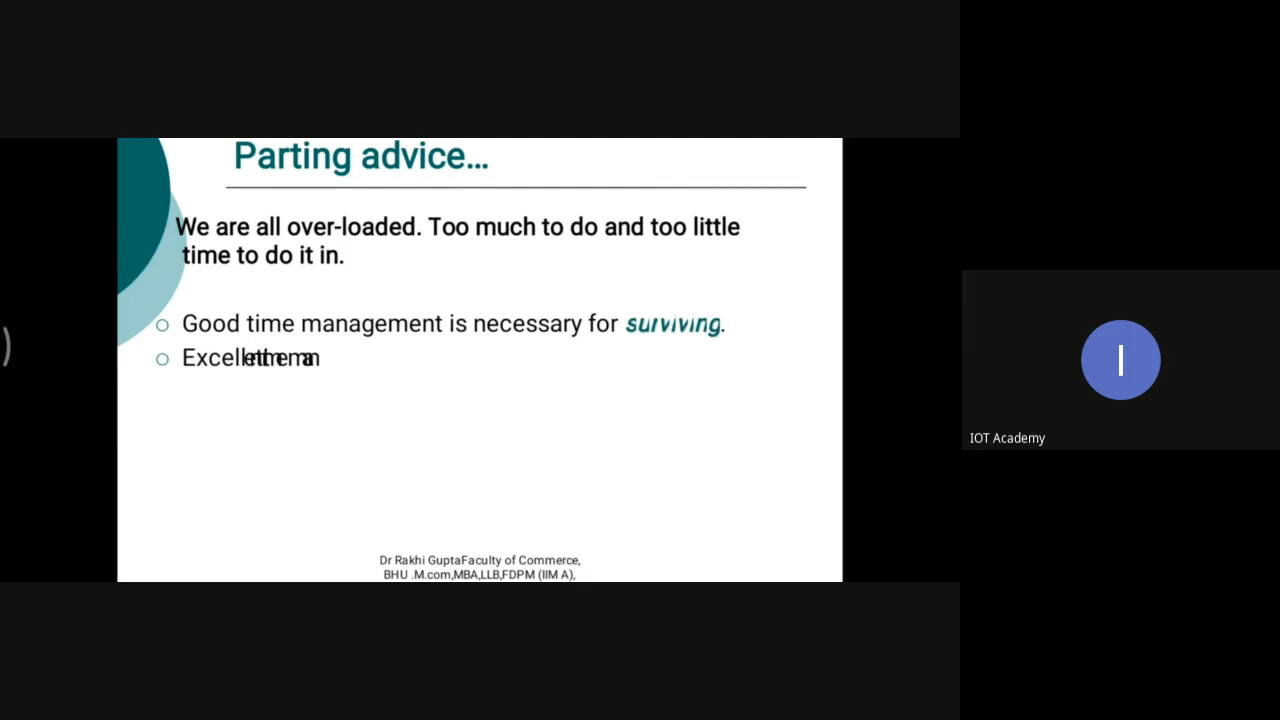 Parting advice...
We are all over-loaded. Too much to do and too little
time to do it in.
Good time management is necessary for surviving.
Dr Rakhi GuptaFaculty of Commerce,
BHU .M.com,MBA,LLB,FDPM (IIM A),
I
IOT Academy